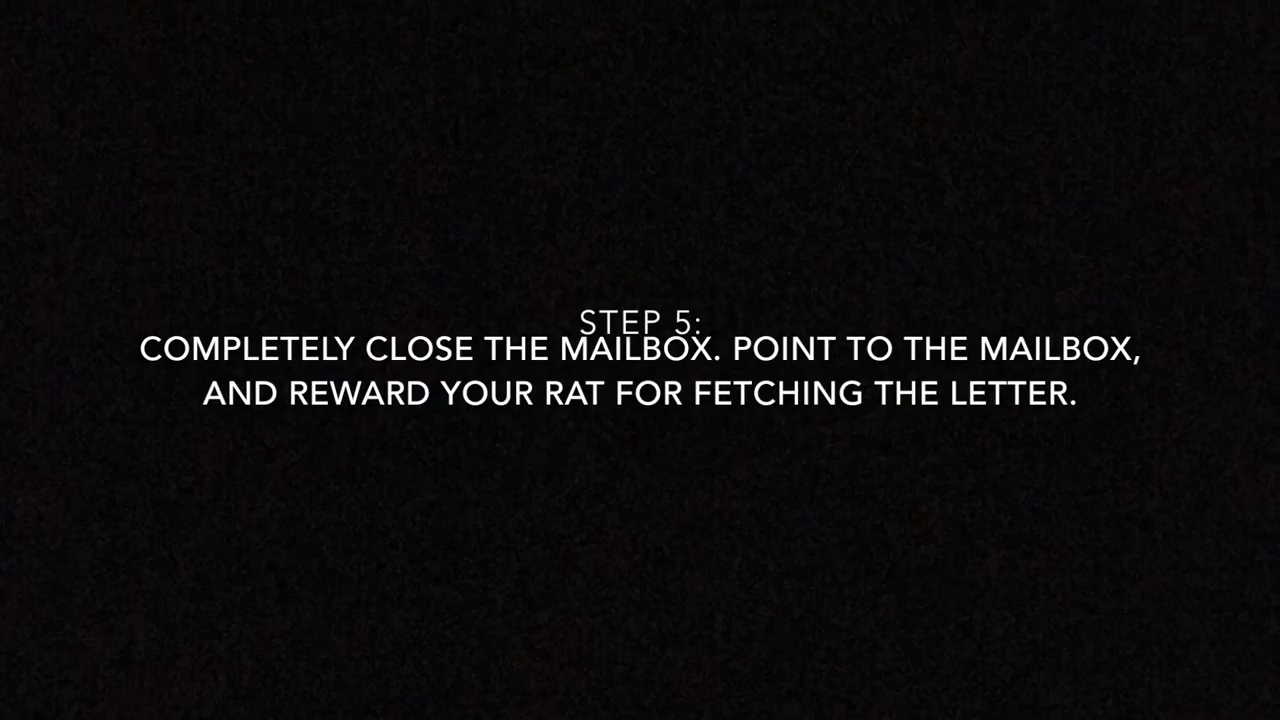 STEP 5:
COMPLETELY CLOSE THE MAILBOX. POINT TO THE MAILBOX,
AND REWARD YOUR RAT FOR FETCHING THE LETTER.